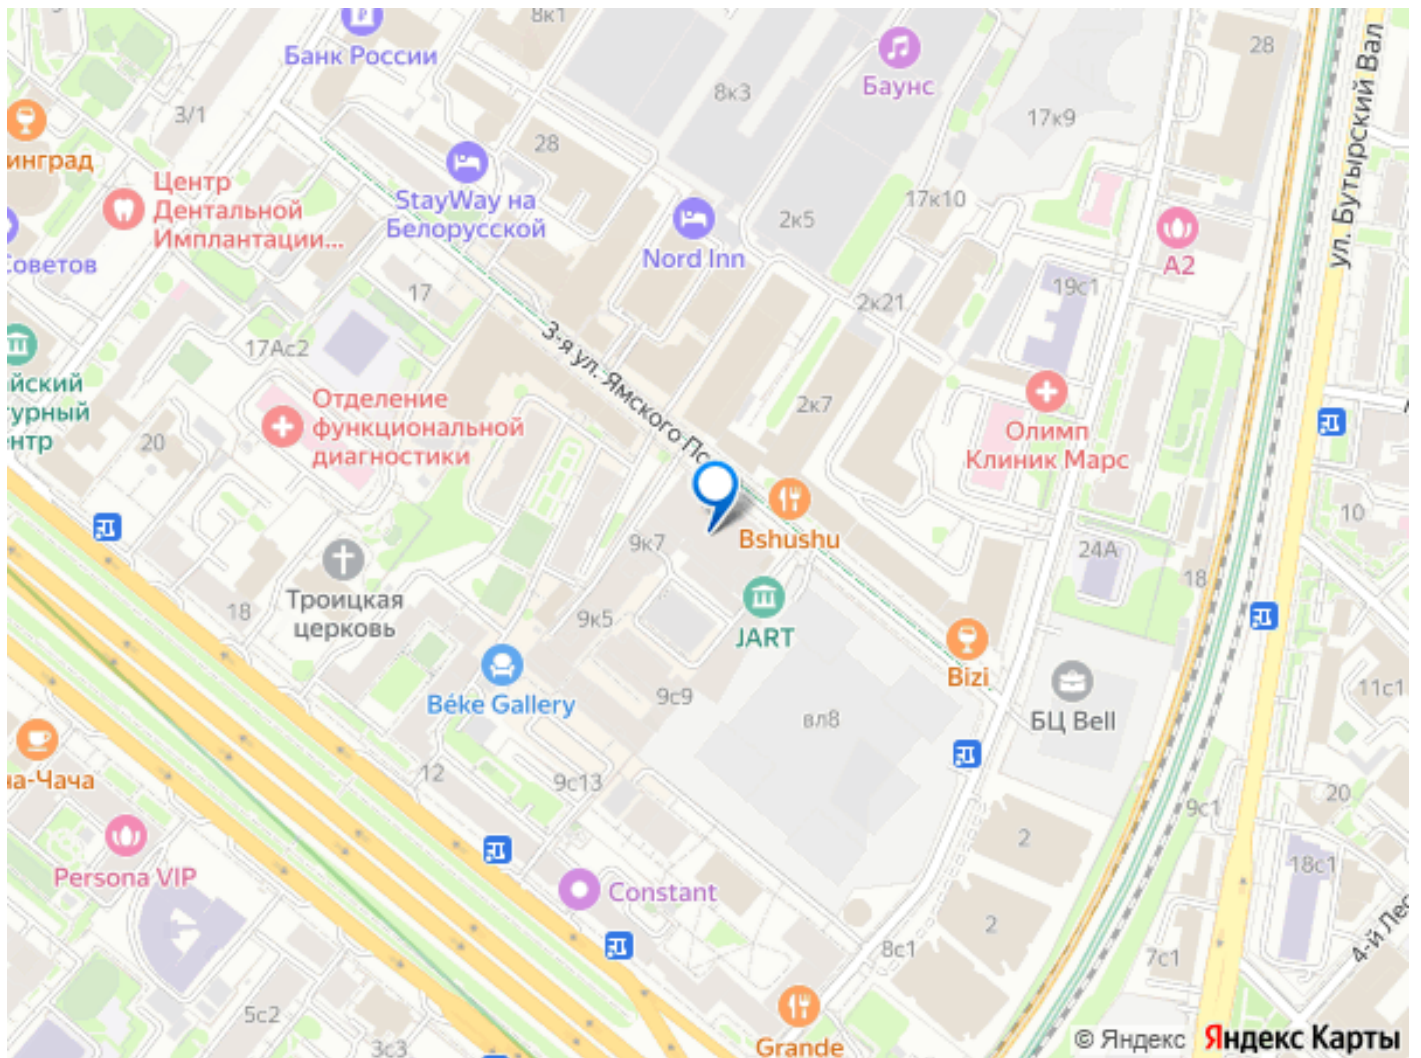 8к1
Банк России
28
Баунс
8к3
ул. Бутырский Вал
3/1
17к9
28
инград
StayWay на
Белорусской
Центр
Дентальной
Имплантации...
17к10
2к5
Nord Inn
А2
Советов
19с1
17
2к21
3-я ул. Ямского По
17Ас2
йский
турный
нтр
Отделение
функциональной
диагностики
2к7
20
Олимп
Клиник Марс
10
Bshushu
9к7
24А
18
Троицкая
церковь
18
9к5
JART
Bizi
Béke Gallery
9с9
вл8
БЦ Bell
11с1
на-Чача
12
9с13
9с1
20
2
18с1
Persona VIP
Constant
2
4-й Лес
8с1
7с1
5с2
3с3
Grande
© Яндекс Яндекс Карты